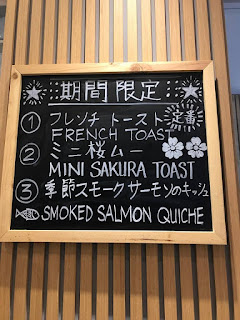 期間限定
① フレンチトースト 定番
FRENCH TOAST
② ミニ桜ムー
MINI SAKURA TOAST
③ 季節スモークサーモンのキッシュ
SMOKED SALMON QUICHE